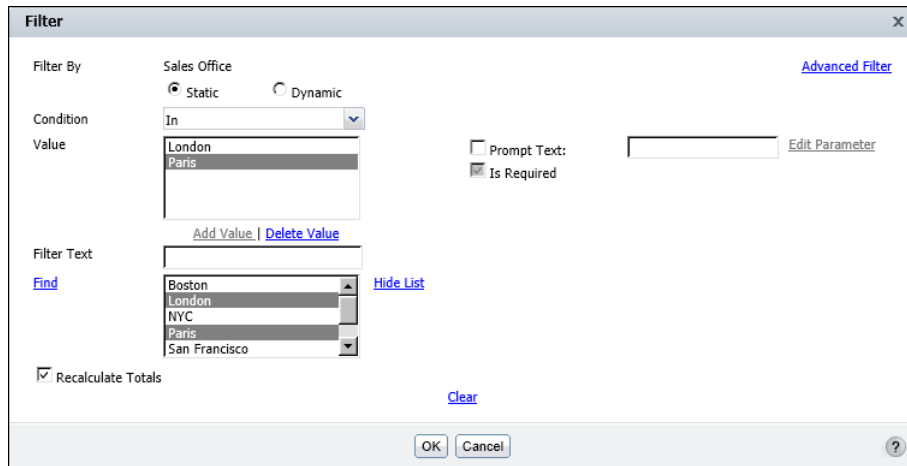 Filter x
Filter By Sales Office Advanced Filter
Static Dynamic
Condition In
Value London Prompt Text: Edit Parameter
Paris Is Required
Add Value | Delete Value
Filter Text
Find Boston Hide List
London
NYC
Paris
San Francisco
Recalculate Totals
Clear
OK Cancel ?